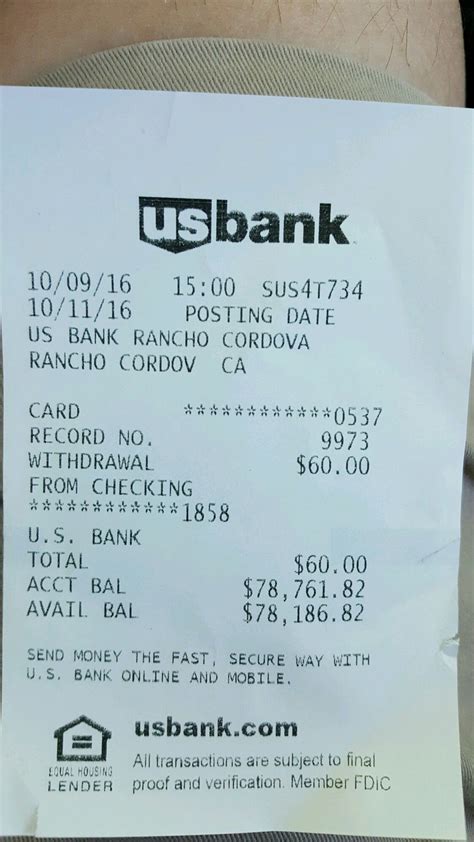 usbank
10/09/16 15:00 SUS4T734
10/11/16 POSTING DATE
US BANK RANCHO CORDOVA
RANCHO CORDOV CA
CARD ************0537
RECORD NO. 9973
WITHDRAWAL $60.00
FROM CHECKING
************1858
U.S. BANK
TOTAL $60.00
ACCT BAL $78,761.82
AVAIL BAL $78,186.82
SEND MONEY THE FAST, SECURE WAY WITH
U.S. BANK ONLINE AND MOBILE.
usbank.com
EQUAL HOUSING
LENDER
All transactions are subject to final
proof and verification. Member FDIC